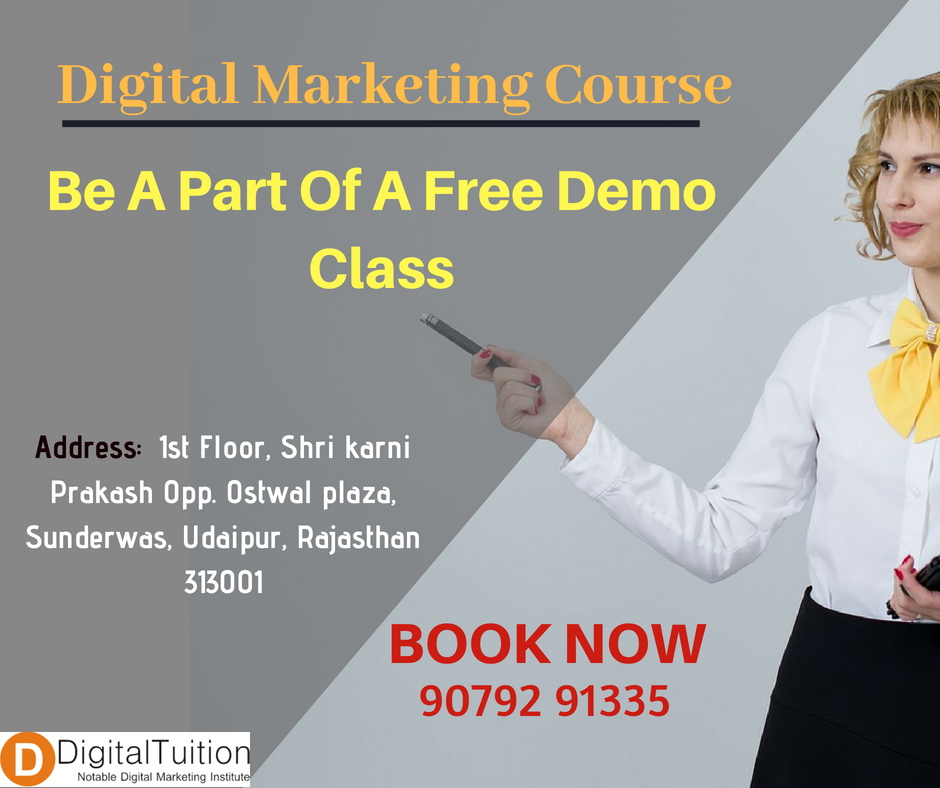 Digital Marketing Course
Be A Part Of A Free Demo
Class
Address: 1st Floor, Shri karni
Prakash Opp. Ostwal plaza,
Sunderwas, Udaipur, Rajasthan
313001
BOOK NOW
90792 91335
D DigitalTuition
Notable Digital Marketing Institute